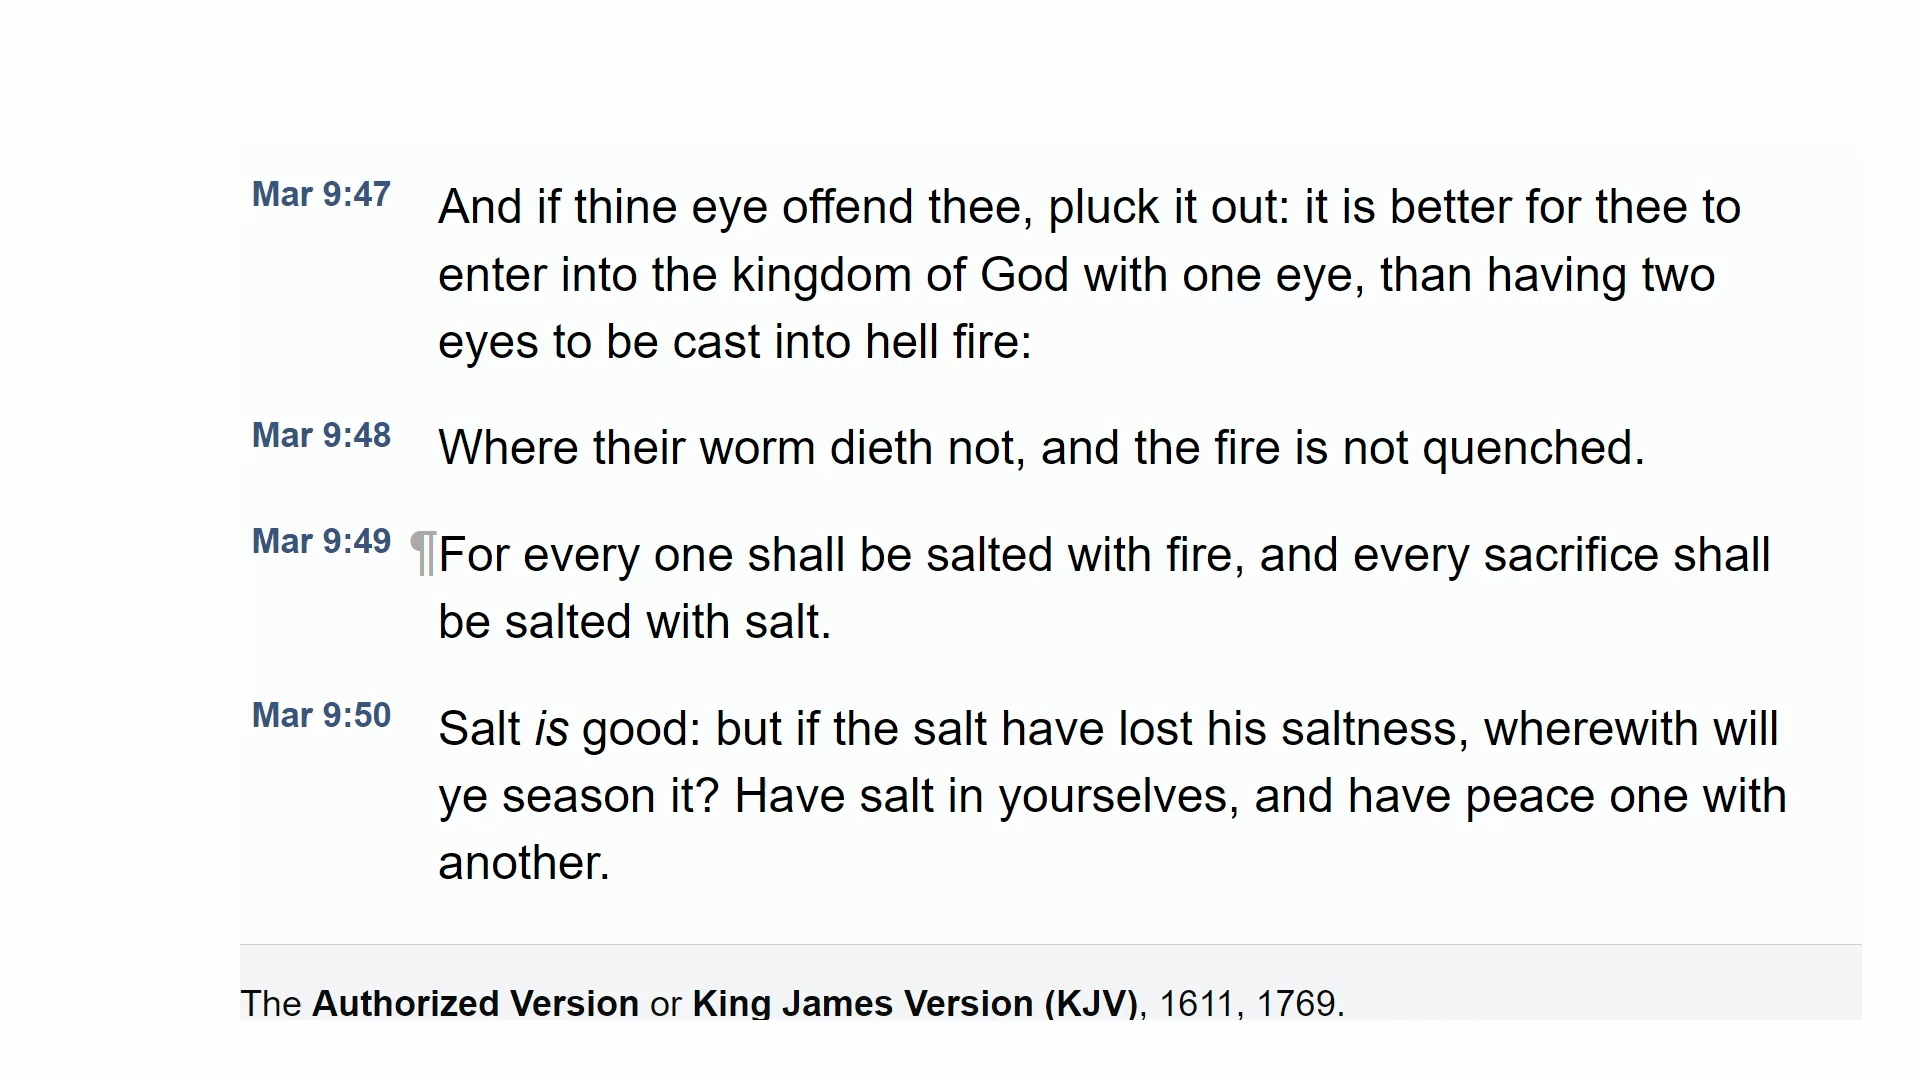 Mar 9:47 And if thine eye offend thee, pluck it out: it is better for thee to
enter into the kingdom of God with one eye, than having two
eyes to be cast into hell fire:
Mar 9:48 Where their worm dieth not, and the fire is not quenched.
Mar 9:49 ¶For every one shall be salted with fire, and every sacrifice shall
be salted with salt.
Mar 9:50 Salt is good: but if the salt have lost his saltness, wherewith will
ye season it? Have salt in yourselves, and have peace one with
another.
The Authorized Version or King James Version (KJV), 1611, 1769.